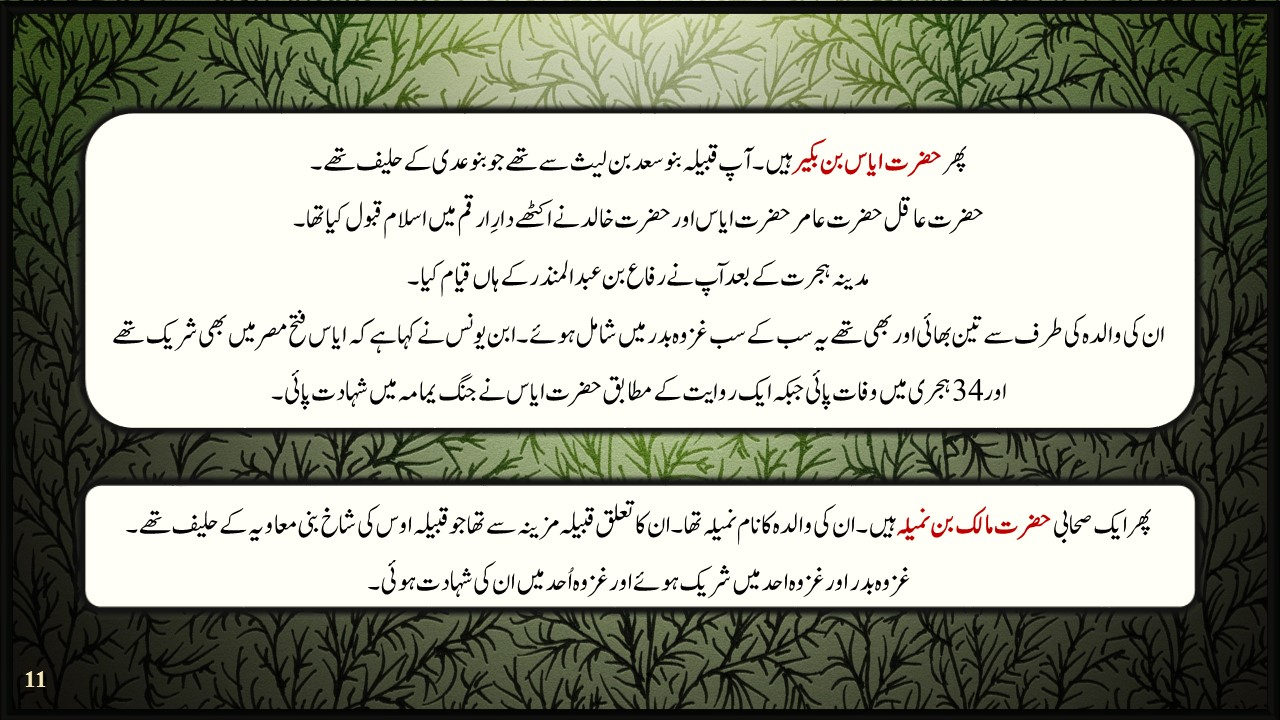 پھر حضرت ایاس بن بکیر ہیں۔ آپ قبیلہ بنو سعد بن لیث سے تھے جو بنو عدی کے حلیف تھے۔
حضرت عاقل حضرت عامر حضرت ایاس اور حضرت خالد نے اکٹھے دارِ ارقم میں اسلام قبول کیا تھا۔
مدینہ ہجرت کے بعد آپ نے رفاع بن عبدالمنذر کے ہاں قیام کیا۔
ان کی والدہ کی طرف سے تین بھائی اور بھی تھے یہ سب کے سب غزوہ بدر میں شامل ہوئے۔ ابن یونس نے کہا ہے کہ ایاس فتح مصر میں بھی شریک تھے
اور 34 ہجری میں وفات پائی جبکہ ایک روایت کے مطابق حضرت ایاس نے جنگ یمامہ میں شہادت پائی۔
پھر ایک صحابی حضرت مالک بن نمیلہ ہیں۔ ان کی والدہ کا نام نمیلہ تھا۔ ان کا تعلق قبیلہ مزینہ سے تھا جو قبیلہ اوس کی شاخ بنی معاویہ کے حلیف تھے۔
غزوہ بدر اور غزوہ احد میں شریک ہوئے اور غزوہ اُحد میں ان کی شہادت ہوئی۔
11